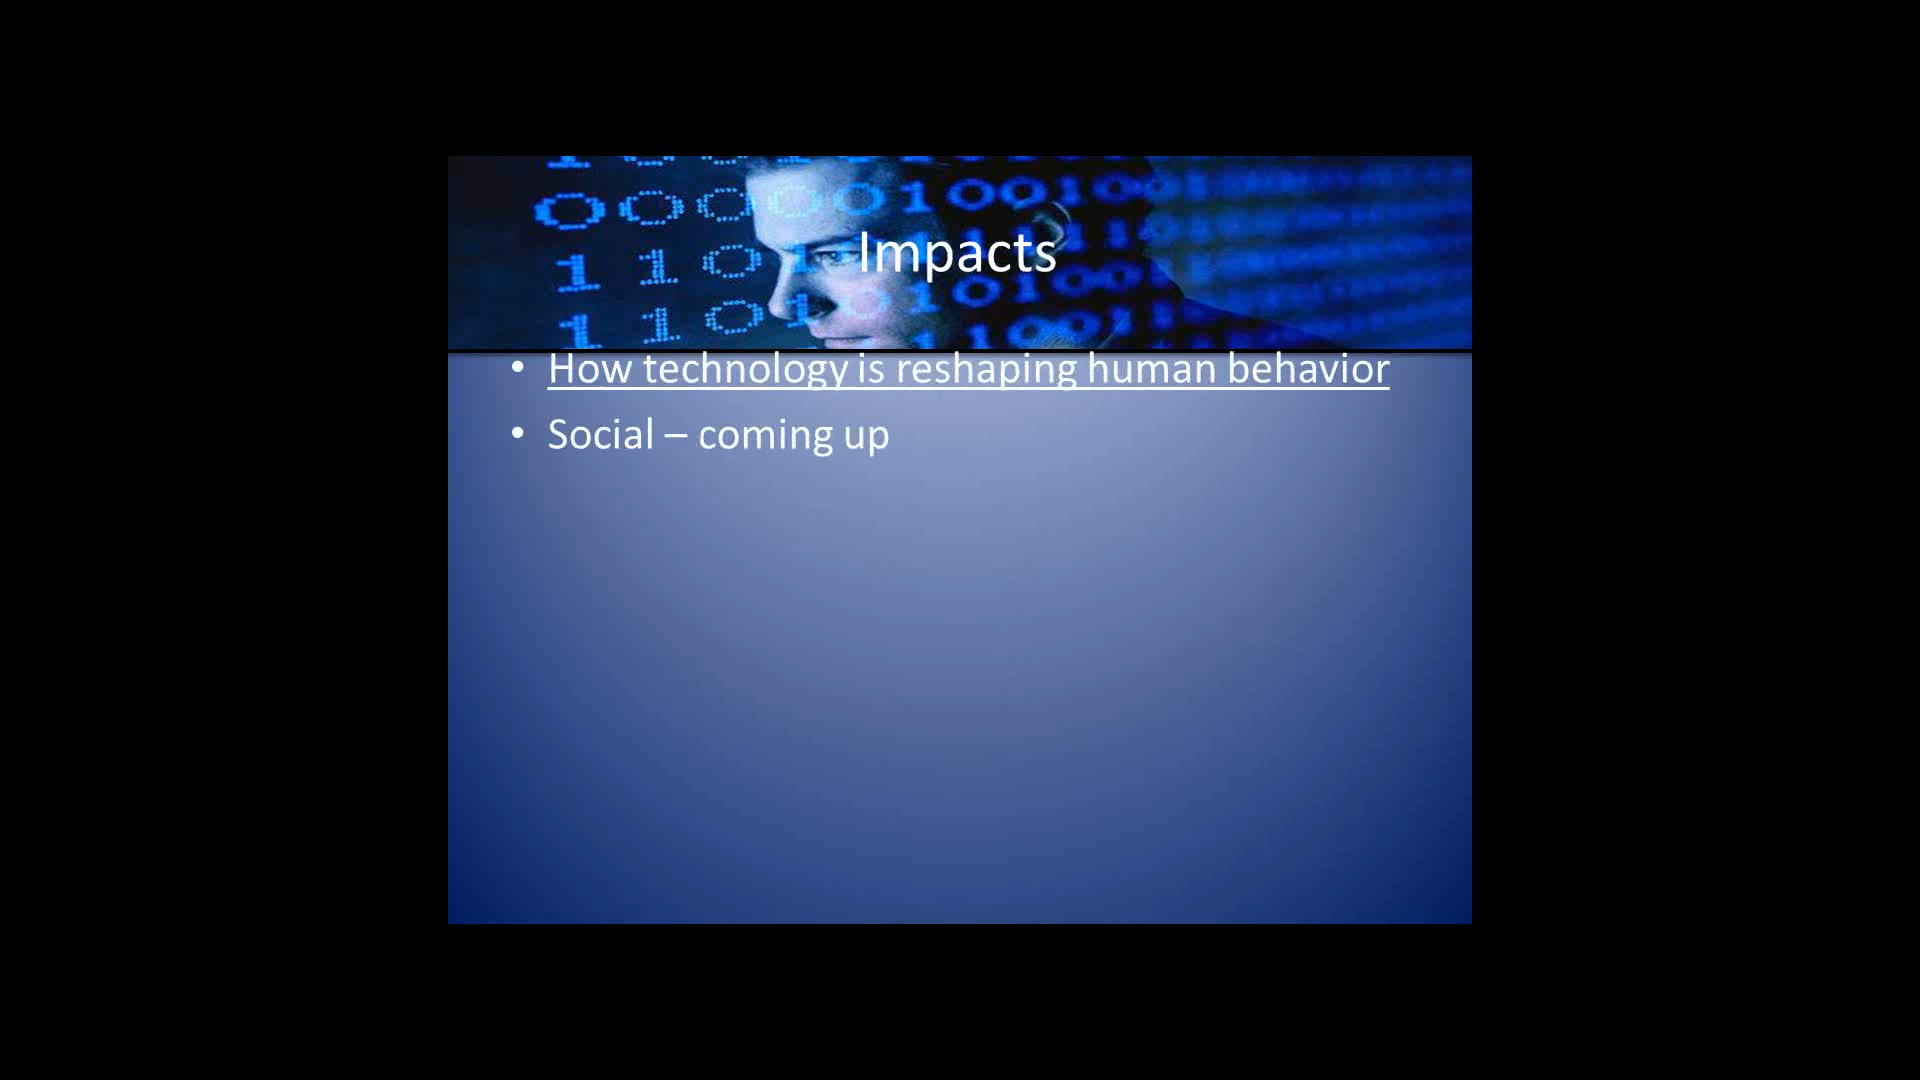 Impacts
• How technology is reshaping human behavior
• Social – coming up